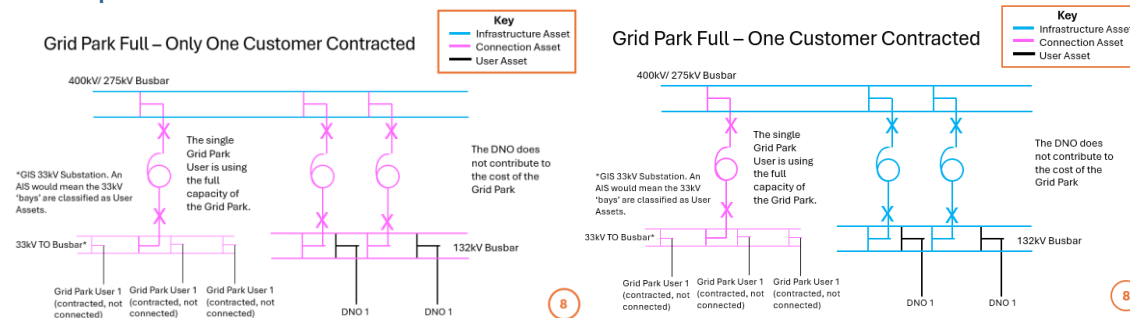 Grid Park Full – Only One Customer Contracted
Key
Infrastructure Asset
Connection Asset
User Asset
400kV/ 275kV Busbar
The single
Grid Park
User is using
the full
capacity of
the Grid Park.
The DNO does
not contribute to
the cost of the
Grid Park
*GIS 33kV Substation. An
AIS would mean the 33kV
‘bays’ are classified as User
Assets.
33kV TO Busbar*
132kV Busbar
Grid Park User 1
(contracted, not
connected)
Grid Park User 1
(contracted, not
connected)
Grid Park User 1
(contracted, not
connected)
DNO 1
DNO 1
8
Grid Park Full – One Customer Contracted
Key
Infrastructure Asset
Connection Asset
User Asset
400kV/ 275kV Busbar
The single
Grid Park
User is using
the full
capacity of
the Grid Park.
The DNO does
not contribute to
the cost of the
Grid Park
*GIS 33kV Substation. An
AIS would mean the 33kV
‘bays’ are classified as User
Assets.
33kV TO Busbar*
132kV Busbar
Grid Park User 1
(contracted, not
connected)
Grid Park User 1
(contracted, not
connected)
Grid Park User 1
(contracted, not
connected)
DNO 1
DNO 1
8